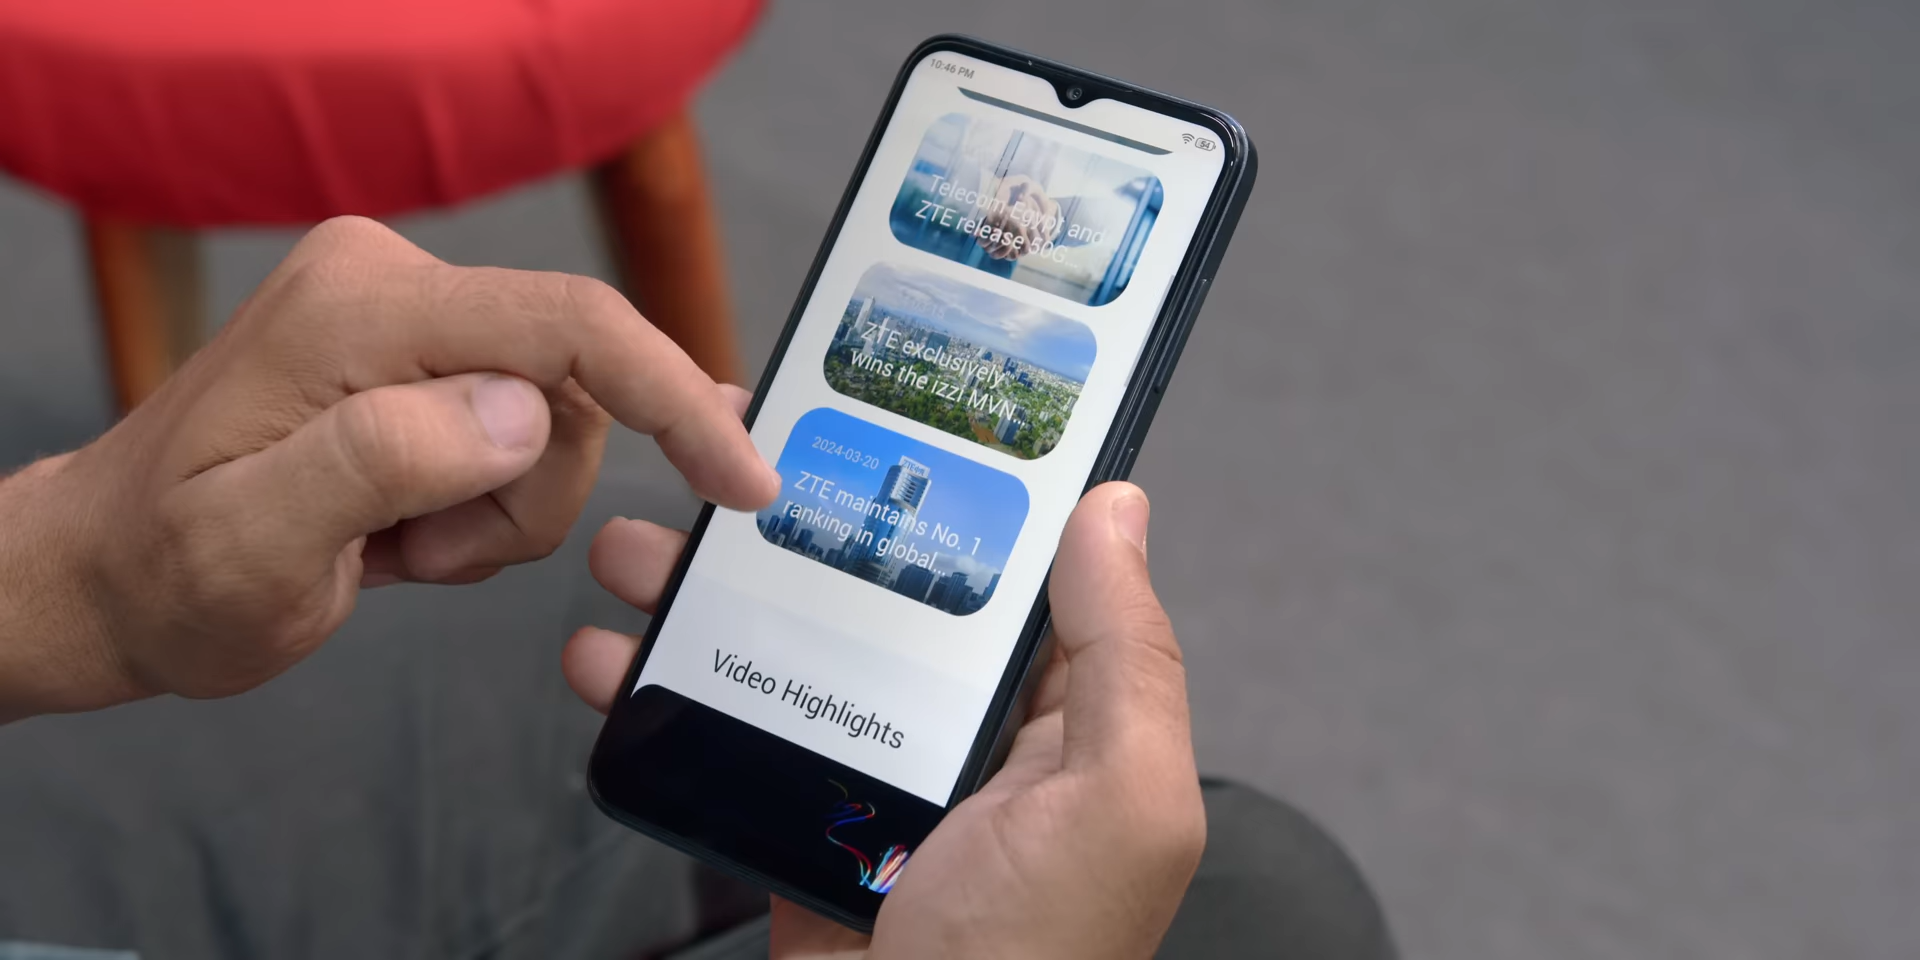 10:46 PM
54
Telecom Egypt and
ZTE release 50G...
ZTE exclusively
wins the izzi MVN...
2024-03-20
ZTE maintains No. 1
ranking in global...
Video Highlights